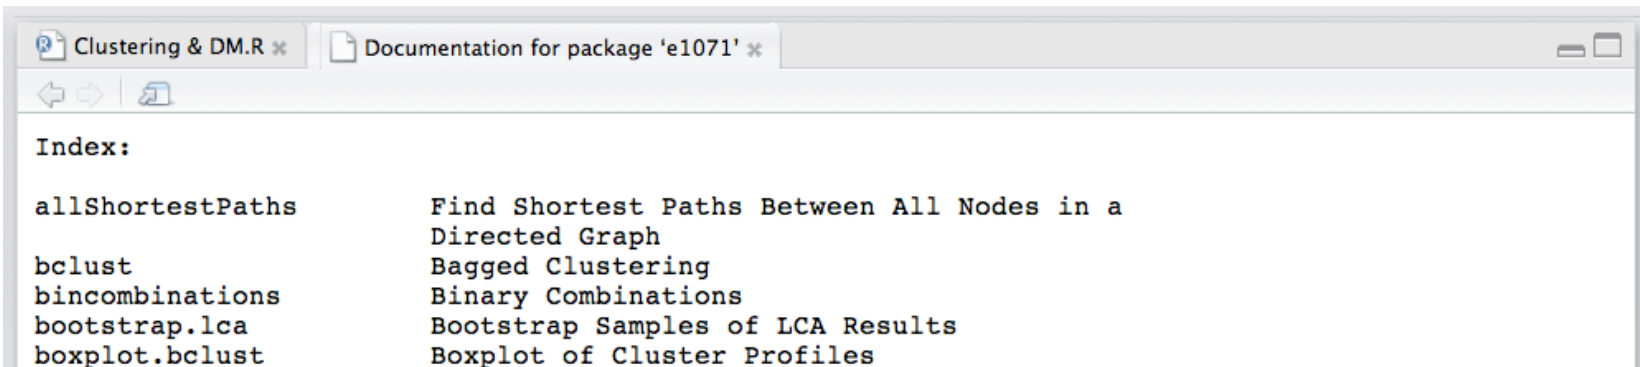 Clustering & DM.R Documentation for package ‘e1071’
Index:
allShortestPaths Find Shortest Paths Between All Nodes in a
Directed Graph
bclust Bagged Clustering
bincombinations Binary Combinations
bootstrap.lca Bootstrap Samples of LCA Results
boxplot.bclust Boxplot of Cluster Profiles